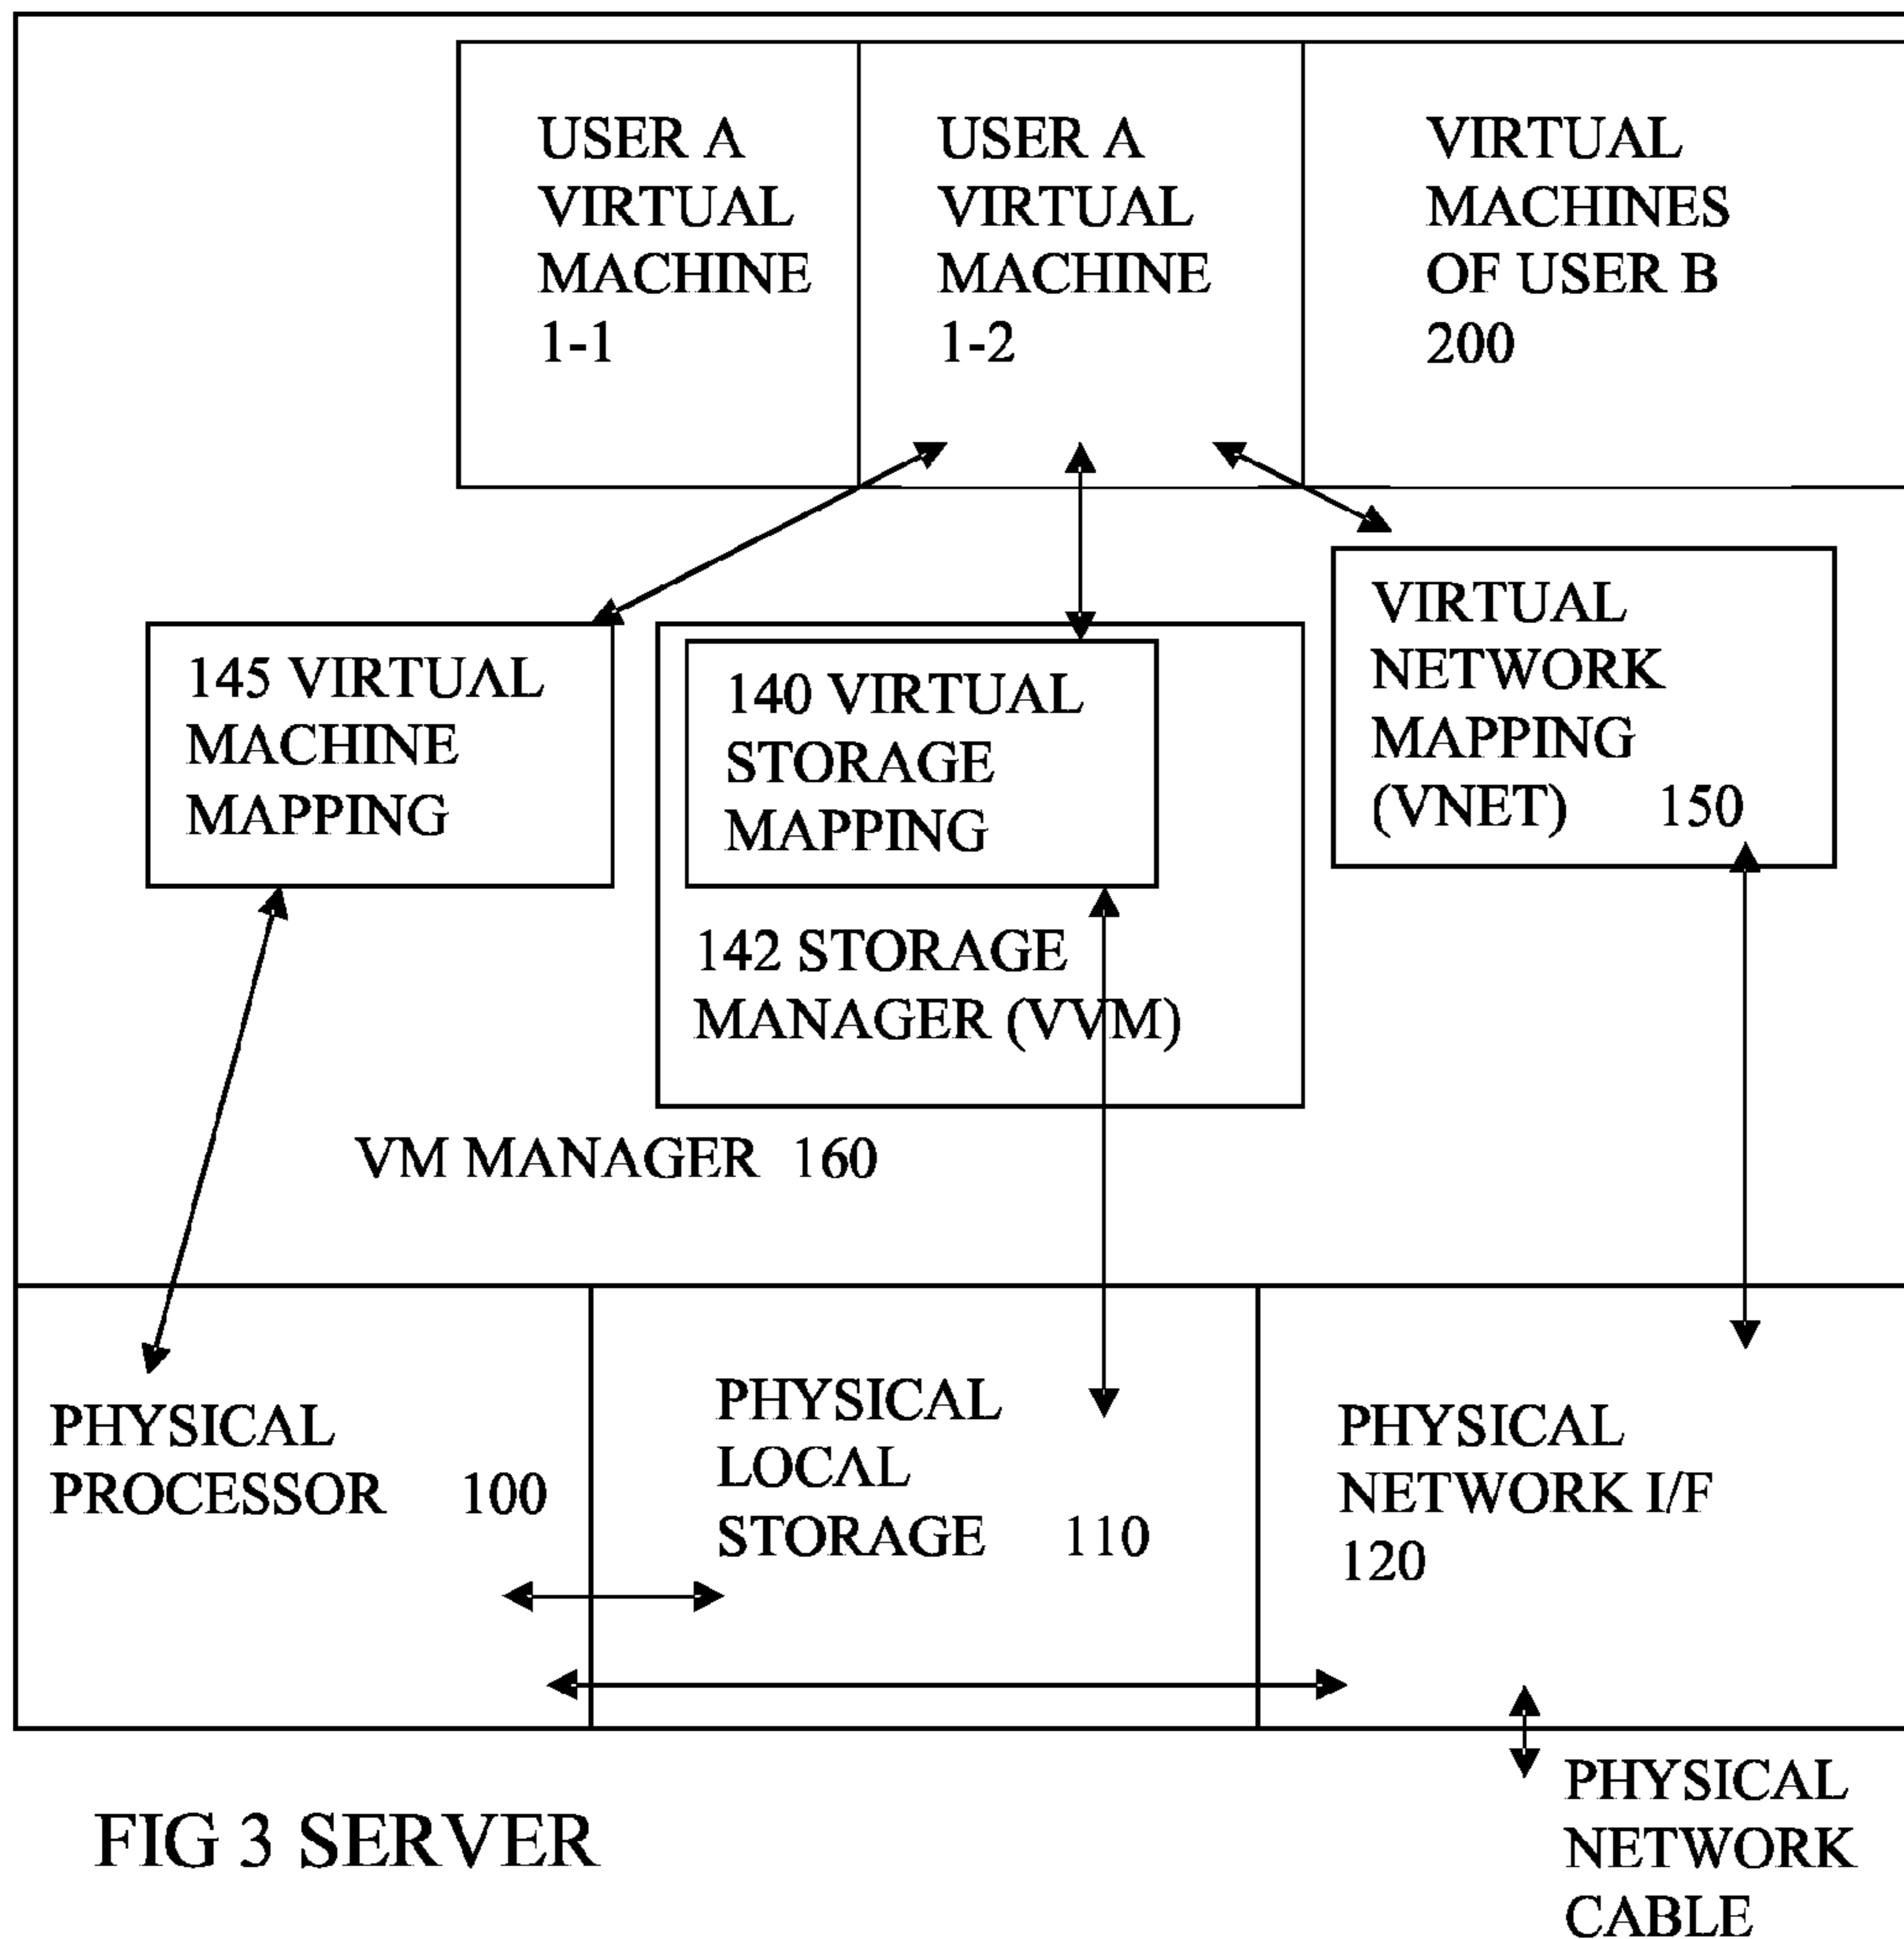 USER A
VIRTUAL
MACHINE
1-1
USER A
VIRTUAL
MACHINE
1-2
VIRTUAL
MACHINES
OF USER B
200
145 VIRTUAL
MACHINE
MAPPING
140 VIRTUAL
STORAGE
MAPPING
142 STORAGE
MANAGER (VVM)
VIRTUAL
NETWORK
MAPPING
(VNET) 150
VM MANAGER 160
PHYSICAL
PROCESSOR 100
PHYSICAL
LOCAL
STORAGE 110
PHYSICAL
NETWORK I/F
120
FIG 3 SERVER
PHYSICAL
NETWORK
CABLE